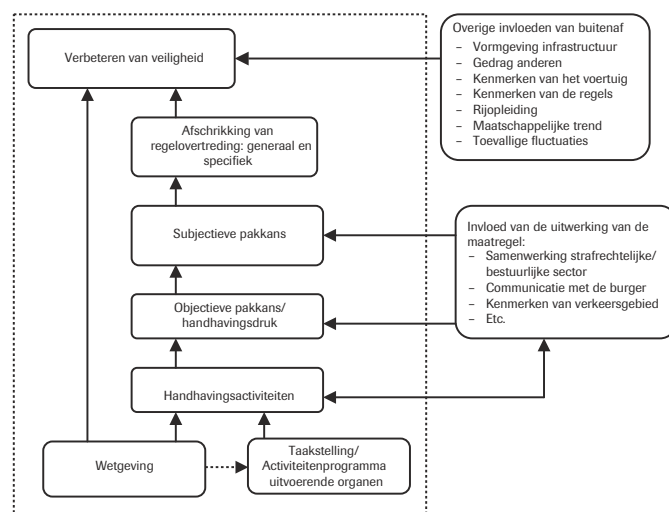 Verbeteren van veiligheid
Afschrikking van
regelovertreding: generaal en
specifiek
Subjectieve pakkans
Objectieve pakkans/
handhavingsdruk
Handhavingsactiviteiten
Wetgeving
Taakstelling/
Activiteitenprogramma
uitvoerende organen
Overige invloeden van buitenaf
– Vormgeving infrastructuur
– Gedrag anderen
– Kenmerken van het voertuig
– Kenmerken van de regels
– Rijopleiding
– Maatschappelijke trend
– Toevallige fluctuaties
Invloed van de uitwerking van de
maatregel:
– Samenwerking strafrechtelijke/
bestuurlijke sector
– Communicatie met de burger
– Kenmerken van verkeersgebied
– Etc.